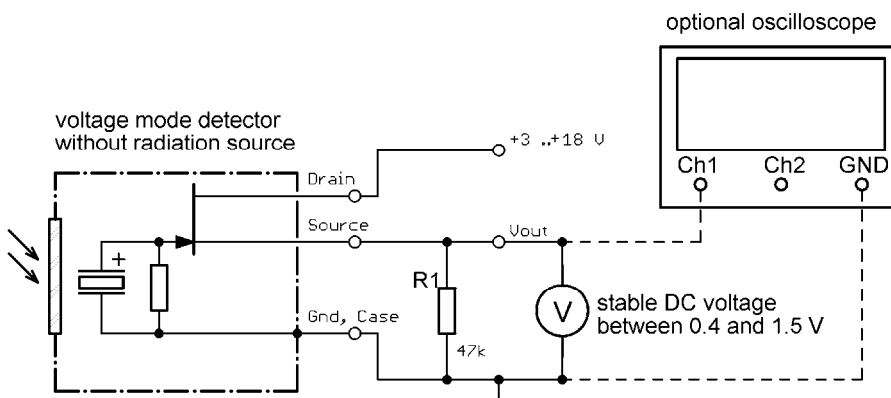 optional oscilloscope
voltage mode detector
without radiation source
+3 ..+18 V
Ch1 Ch2 GND
Drain
Source
Vout
+
R1
V
stable DC voltage
between 0.4 and 1.5 V
Gnd, Case
47k